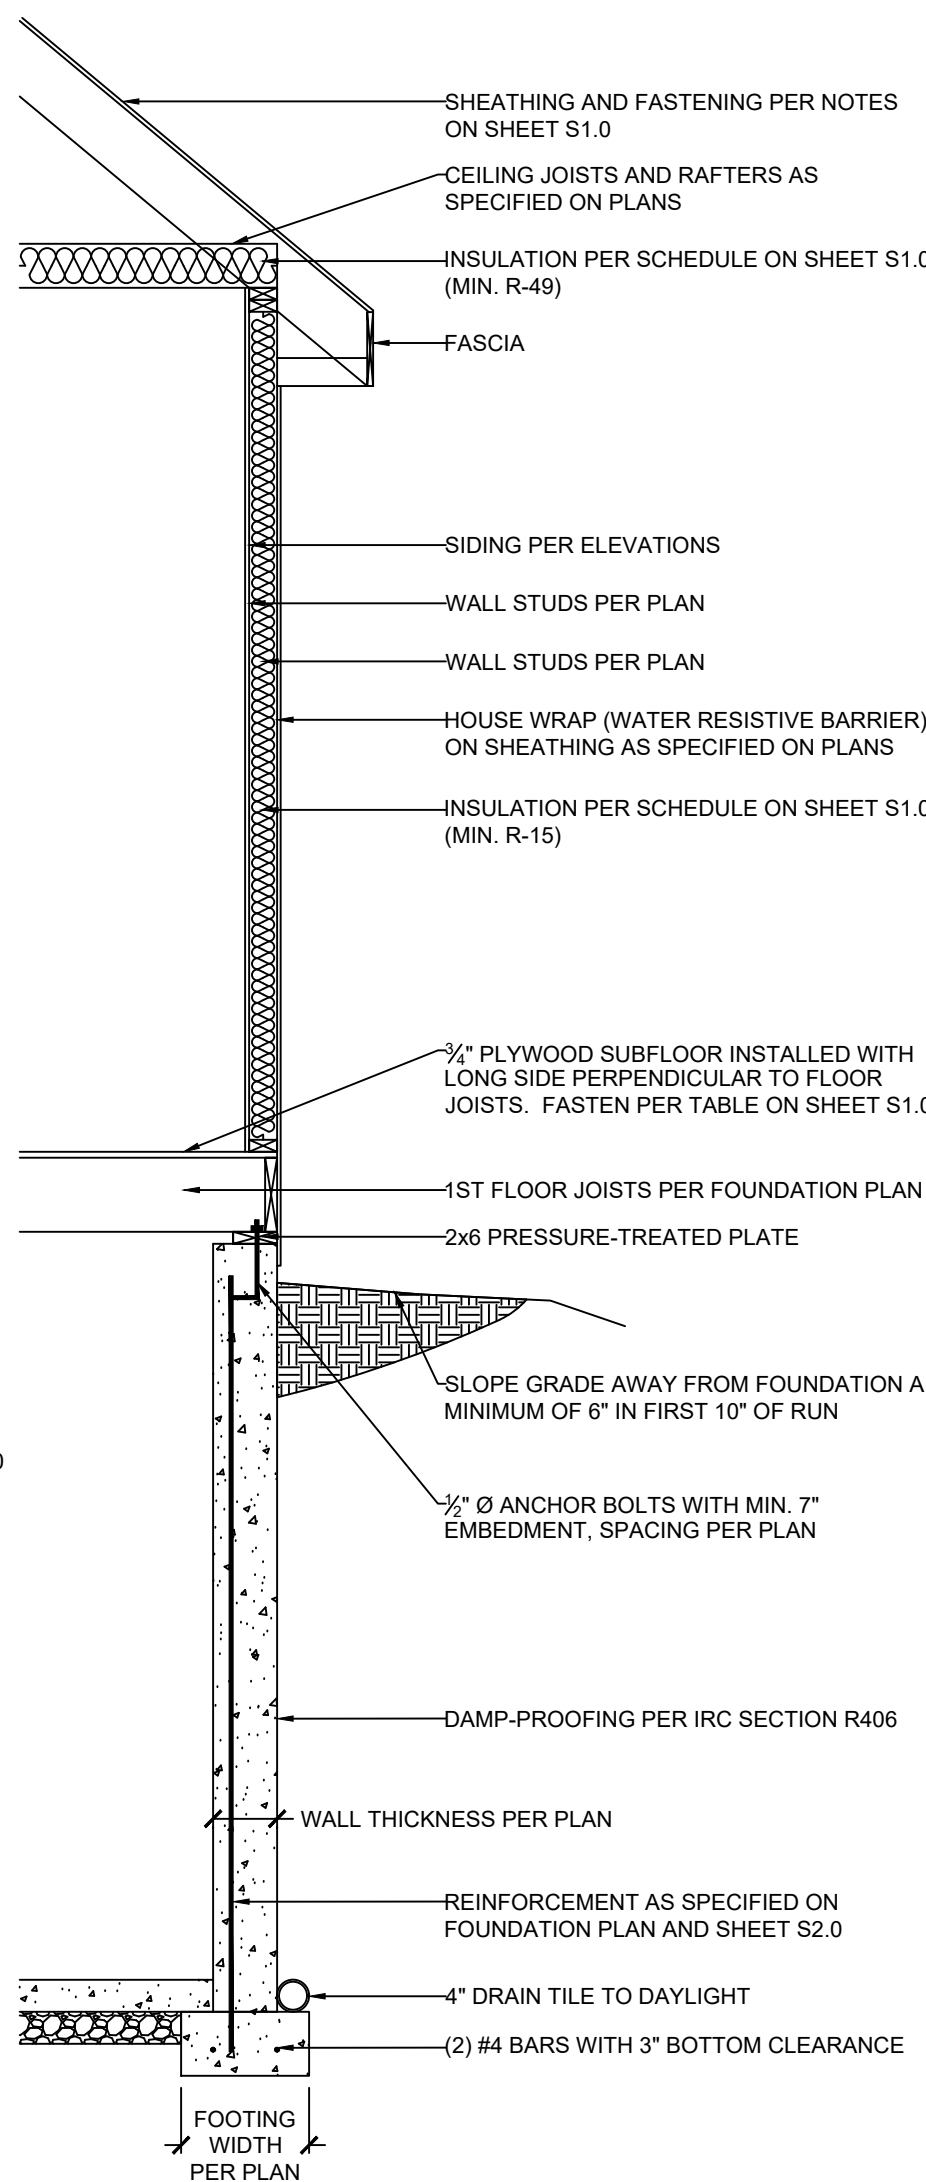 SHEATHING AND FASTENING PER NOTES
ON SHEET S1.0
CEILING JOISTS AND RAFTERS AS
SPECIFIED ON PLANS
INSULATION PER SCHEDULE ON SHEET S1.0
(MIN. R-49)
FASCIA
SIDING PER ELEVATIONS
WALL STUDS PER PLAN
WALL STUDS PER PLAN
HOUSE WRAP (WATER RESISTIVE BARRIER)
ON SHEATHING AS SPECIFIED ON PLANS
INSULATION PER SCHEDULE ON SHEET S1.0
(MIN. R-15)
¾" PLYWOOD SUBFLOOR INSTALLED WITH
LONG SIDE PERPENDICULAR TO FLOOR
JOISTS. FASTEN PER TABLE ON SHEET S1.0
1ST FLOOR JOISTS PER FOUNDATION PLAN
2x6 PRESSURE-TREATED PLATE
SLOPE GRADE AWAY FROM FOUNDATION A
MINIMUM OF 6" IN FIRST 10" OF RUN
½" Ø ANCHOR BOLTS WITH MIN. 7"
EMBEDMENT, SPACING PER PLAN
DAMP-PROOFING PER IRC SECTION R406
WALL THICKNESS PER PLAN
REINFORCEMENT AS SPECIFIED ON
FOUNDATION PLAN AND SHEET S2.0
4" DRAIN TILE TO DAYLIGHT
(2) #4 BARS WITH 3" BOTTOM CLEARANCE
FOOTING
WIDTH
PER PLAN